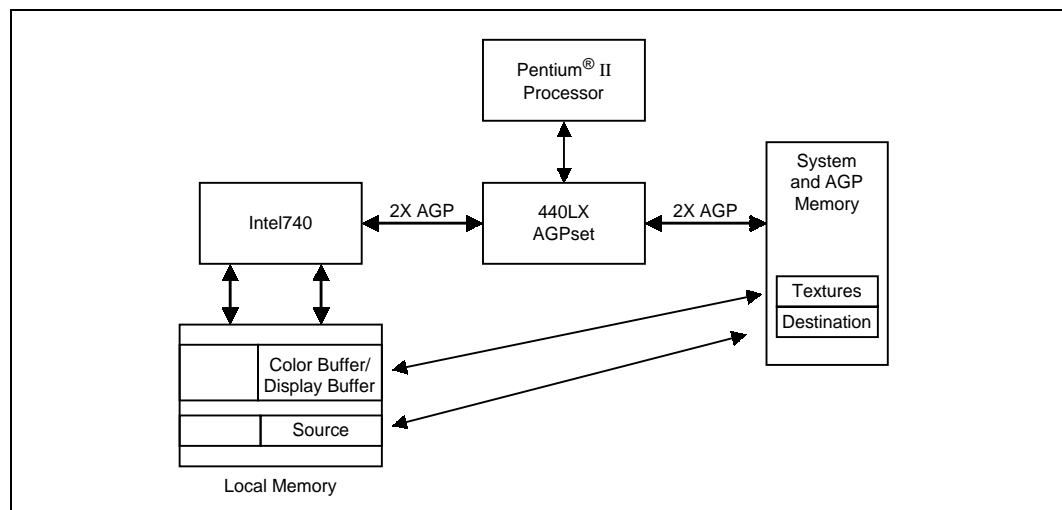 Pentium® II
Processor
System
and AGP
Memory
Intel740
2X AGP
440LX
AGPset
2X AGP
Textures
Destination
Color Buffer/
Display Buffer
Source
Local Memory